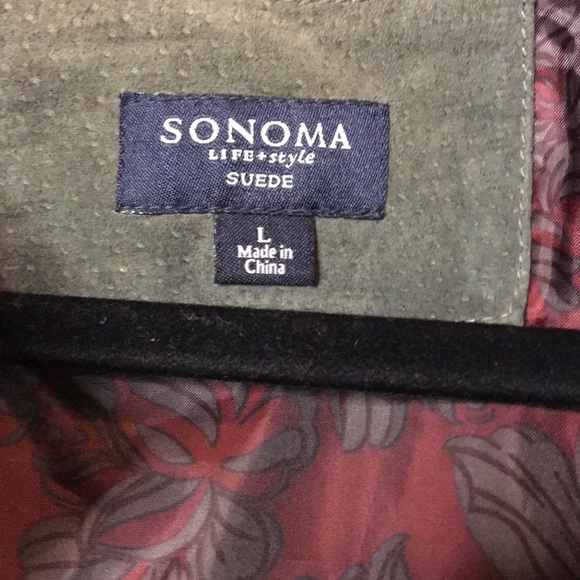 SONOMA
LIFE+style
SUEDE
L
Made in
China